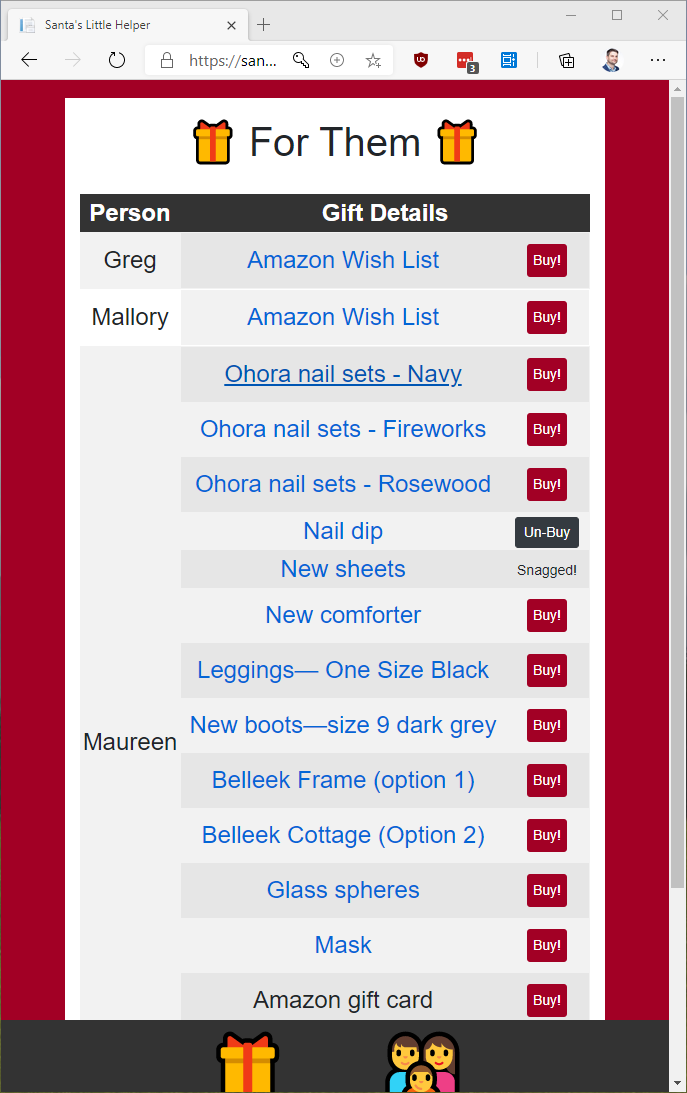 Santa's Little Helper
https://san...
3
For Them
Person Gift Details
Greg Amazon Wish List Buy!
Mallory Amazon Wish List Buy!
Ohora nail sets - Navy Buy!
Ohora nail sets - Fireworks Buy!
Ohora nail sets - Rosewood Buy!
Nail dip Un-Buy
New sheets Snagged!
New comforter Buy!
Leggings— One Size Black Buy!
New boots—size 9 dark grey Buy!
Maureen
Belleek Frame (option 1) Buy!
Belleek Cottage (Option 2) Buy!
Glass spheres Buy!
Mask Buy!
Amazon gift card Buy!